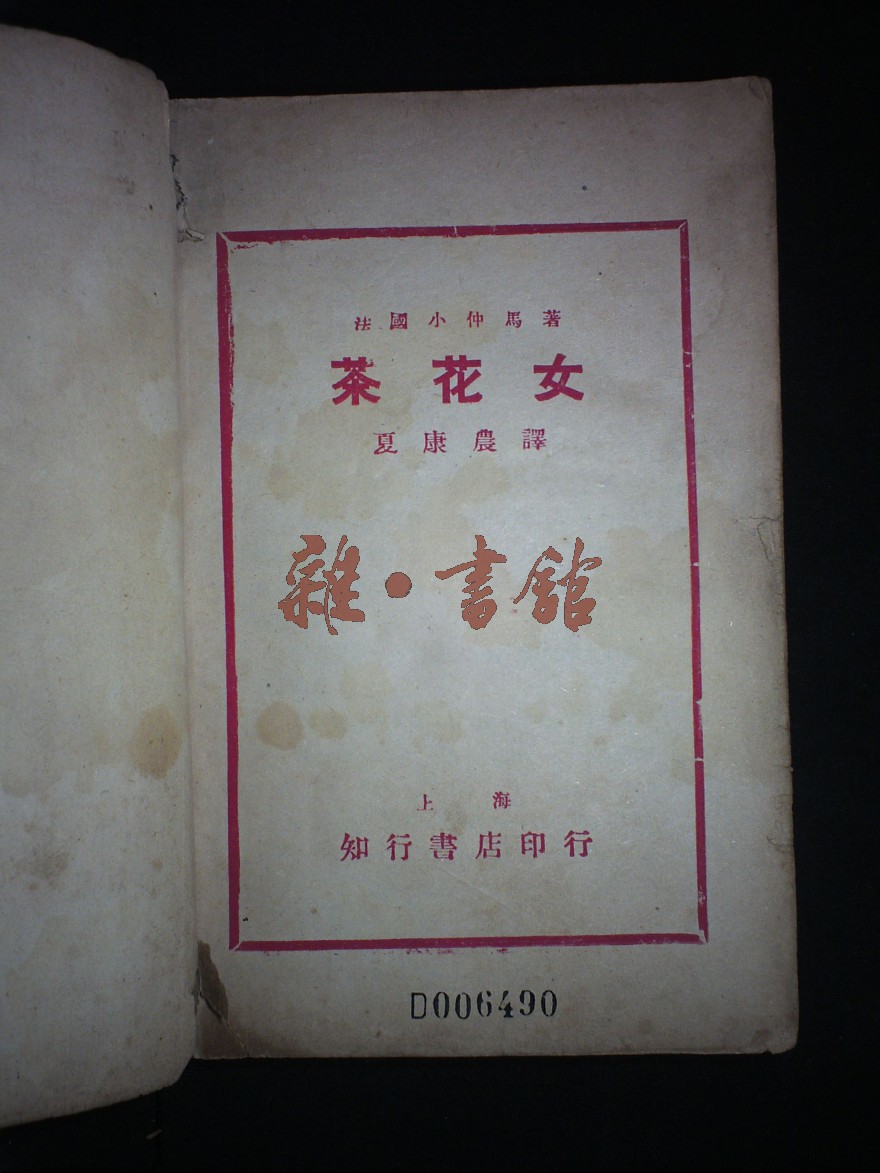 法國小仲馬著
茶花女
夏康農譯
雜·書館
上海
知行書店印行
D006490